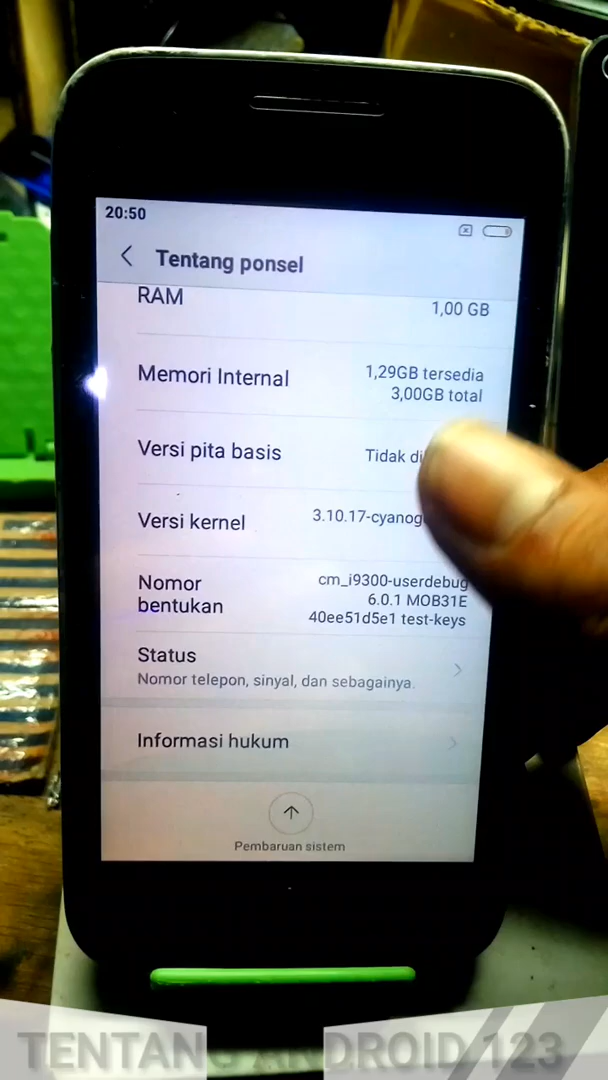 20:50
Tentang ponsel
RAM
1,00 GB
Memori Internal
1,29GB tersedia
3,00GB total
Versi pita basis
Tidak
Versi kernel
3.10.17-cyanog
Nomor
bentukan
cm_i9300-userdebug
6.0.1 MOB31E
40ee51d5e1 test-keys
Status
Nomor telepon, sinyal, dan sebagainya.
Informasi hukum
Pembaruan sistem
TENTANG ANDROID 123